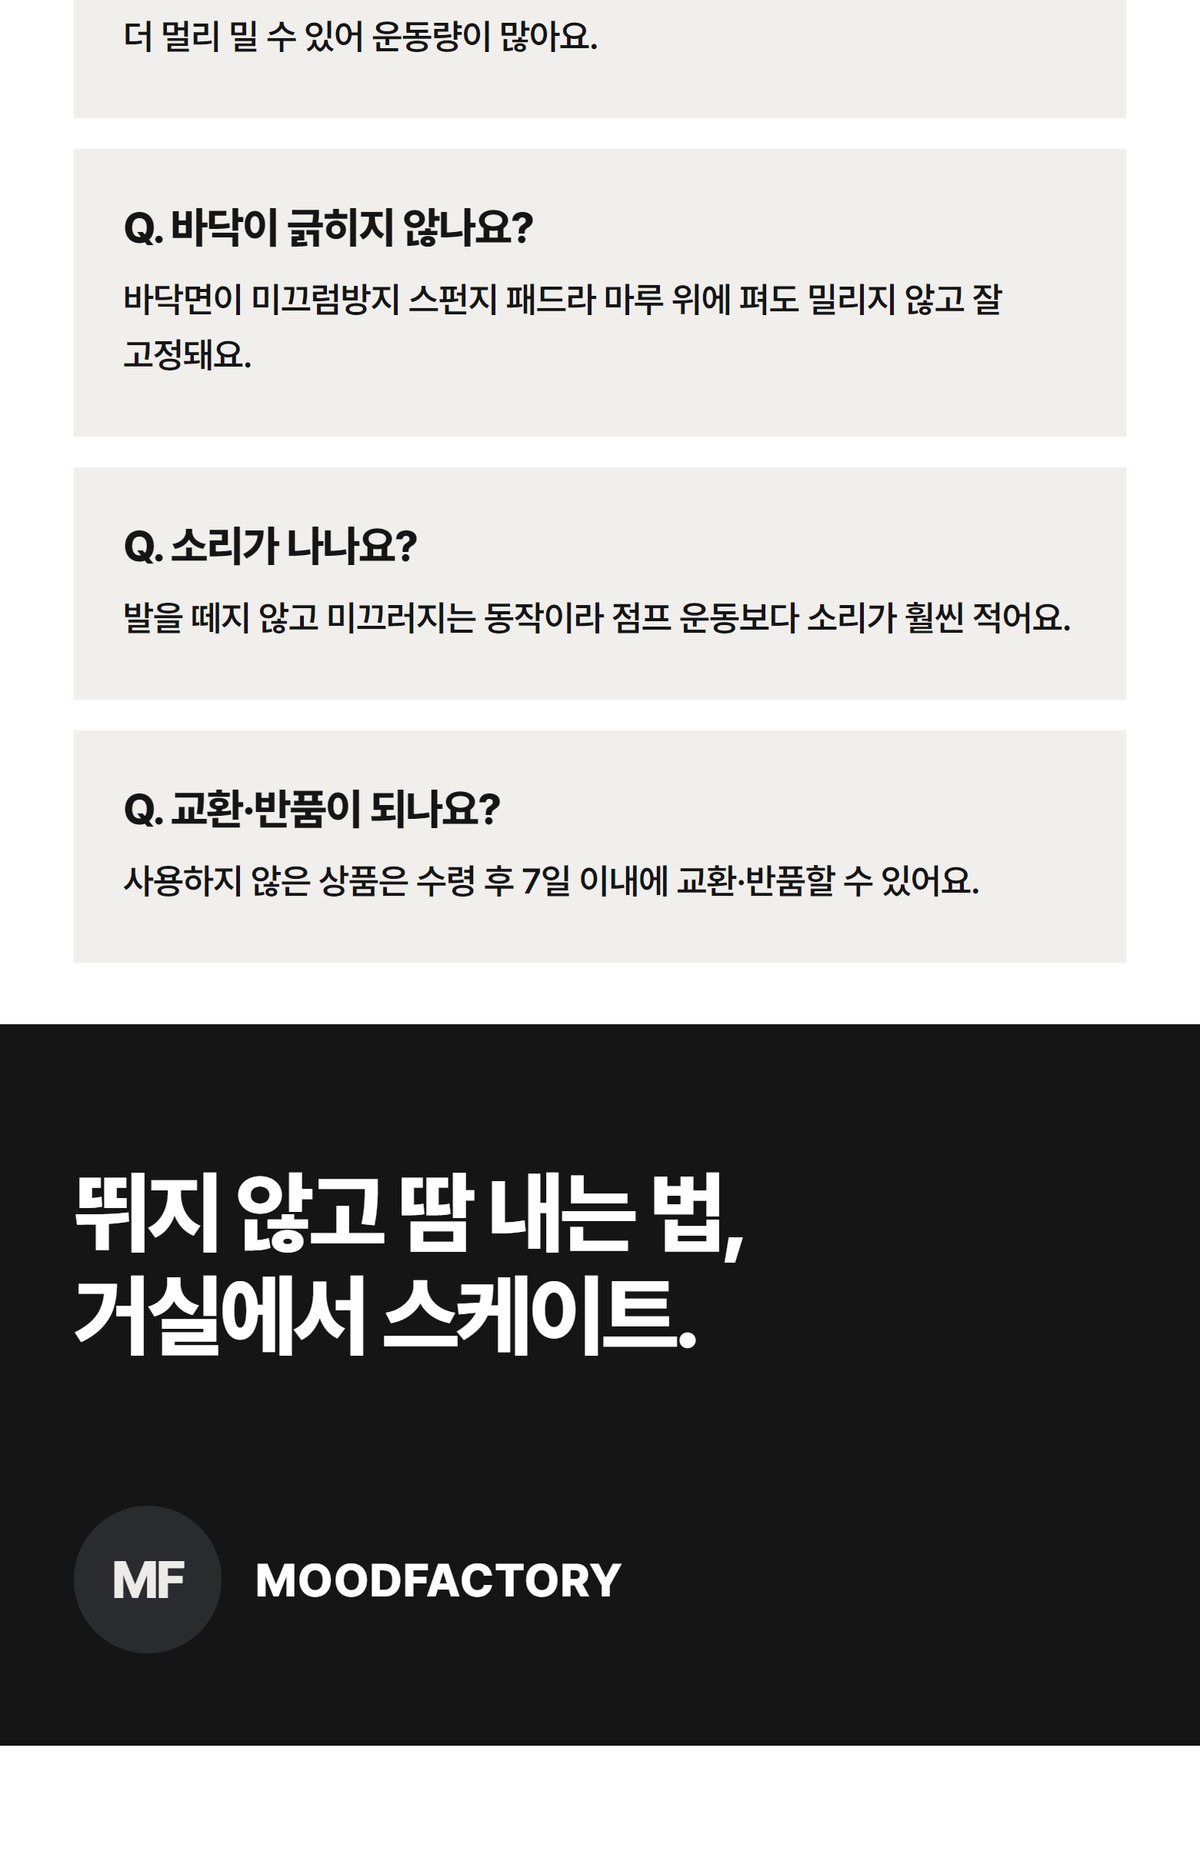 더 멀리 밀 수 있어 운동량이 많아요.
Q. 바닥이 긁히지 않나요?
바닥면이 미끄럼방지 스펀지 패드라 마루 위에 펴도 밀리지 않고 잘
고정돼요.
Q. 소리가 나나요?
발을 떼지 않고 미끄러지는 동작이라 점프 운동보다 소리가 훨씬 적어요.
Q. 교환·반품이 되나요?
사용하지 않은 상품은 수령 후 7일 이내에 교환·반품할 수 있어요.
뛰지 않고 땀 내는 법,
거실에서 스케이트.
MF MOODFACTORY